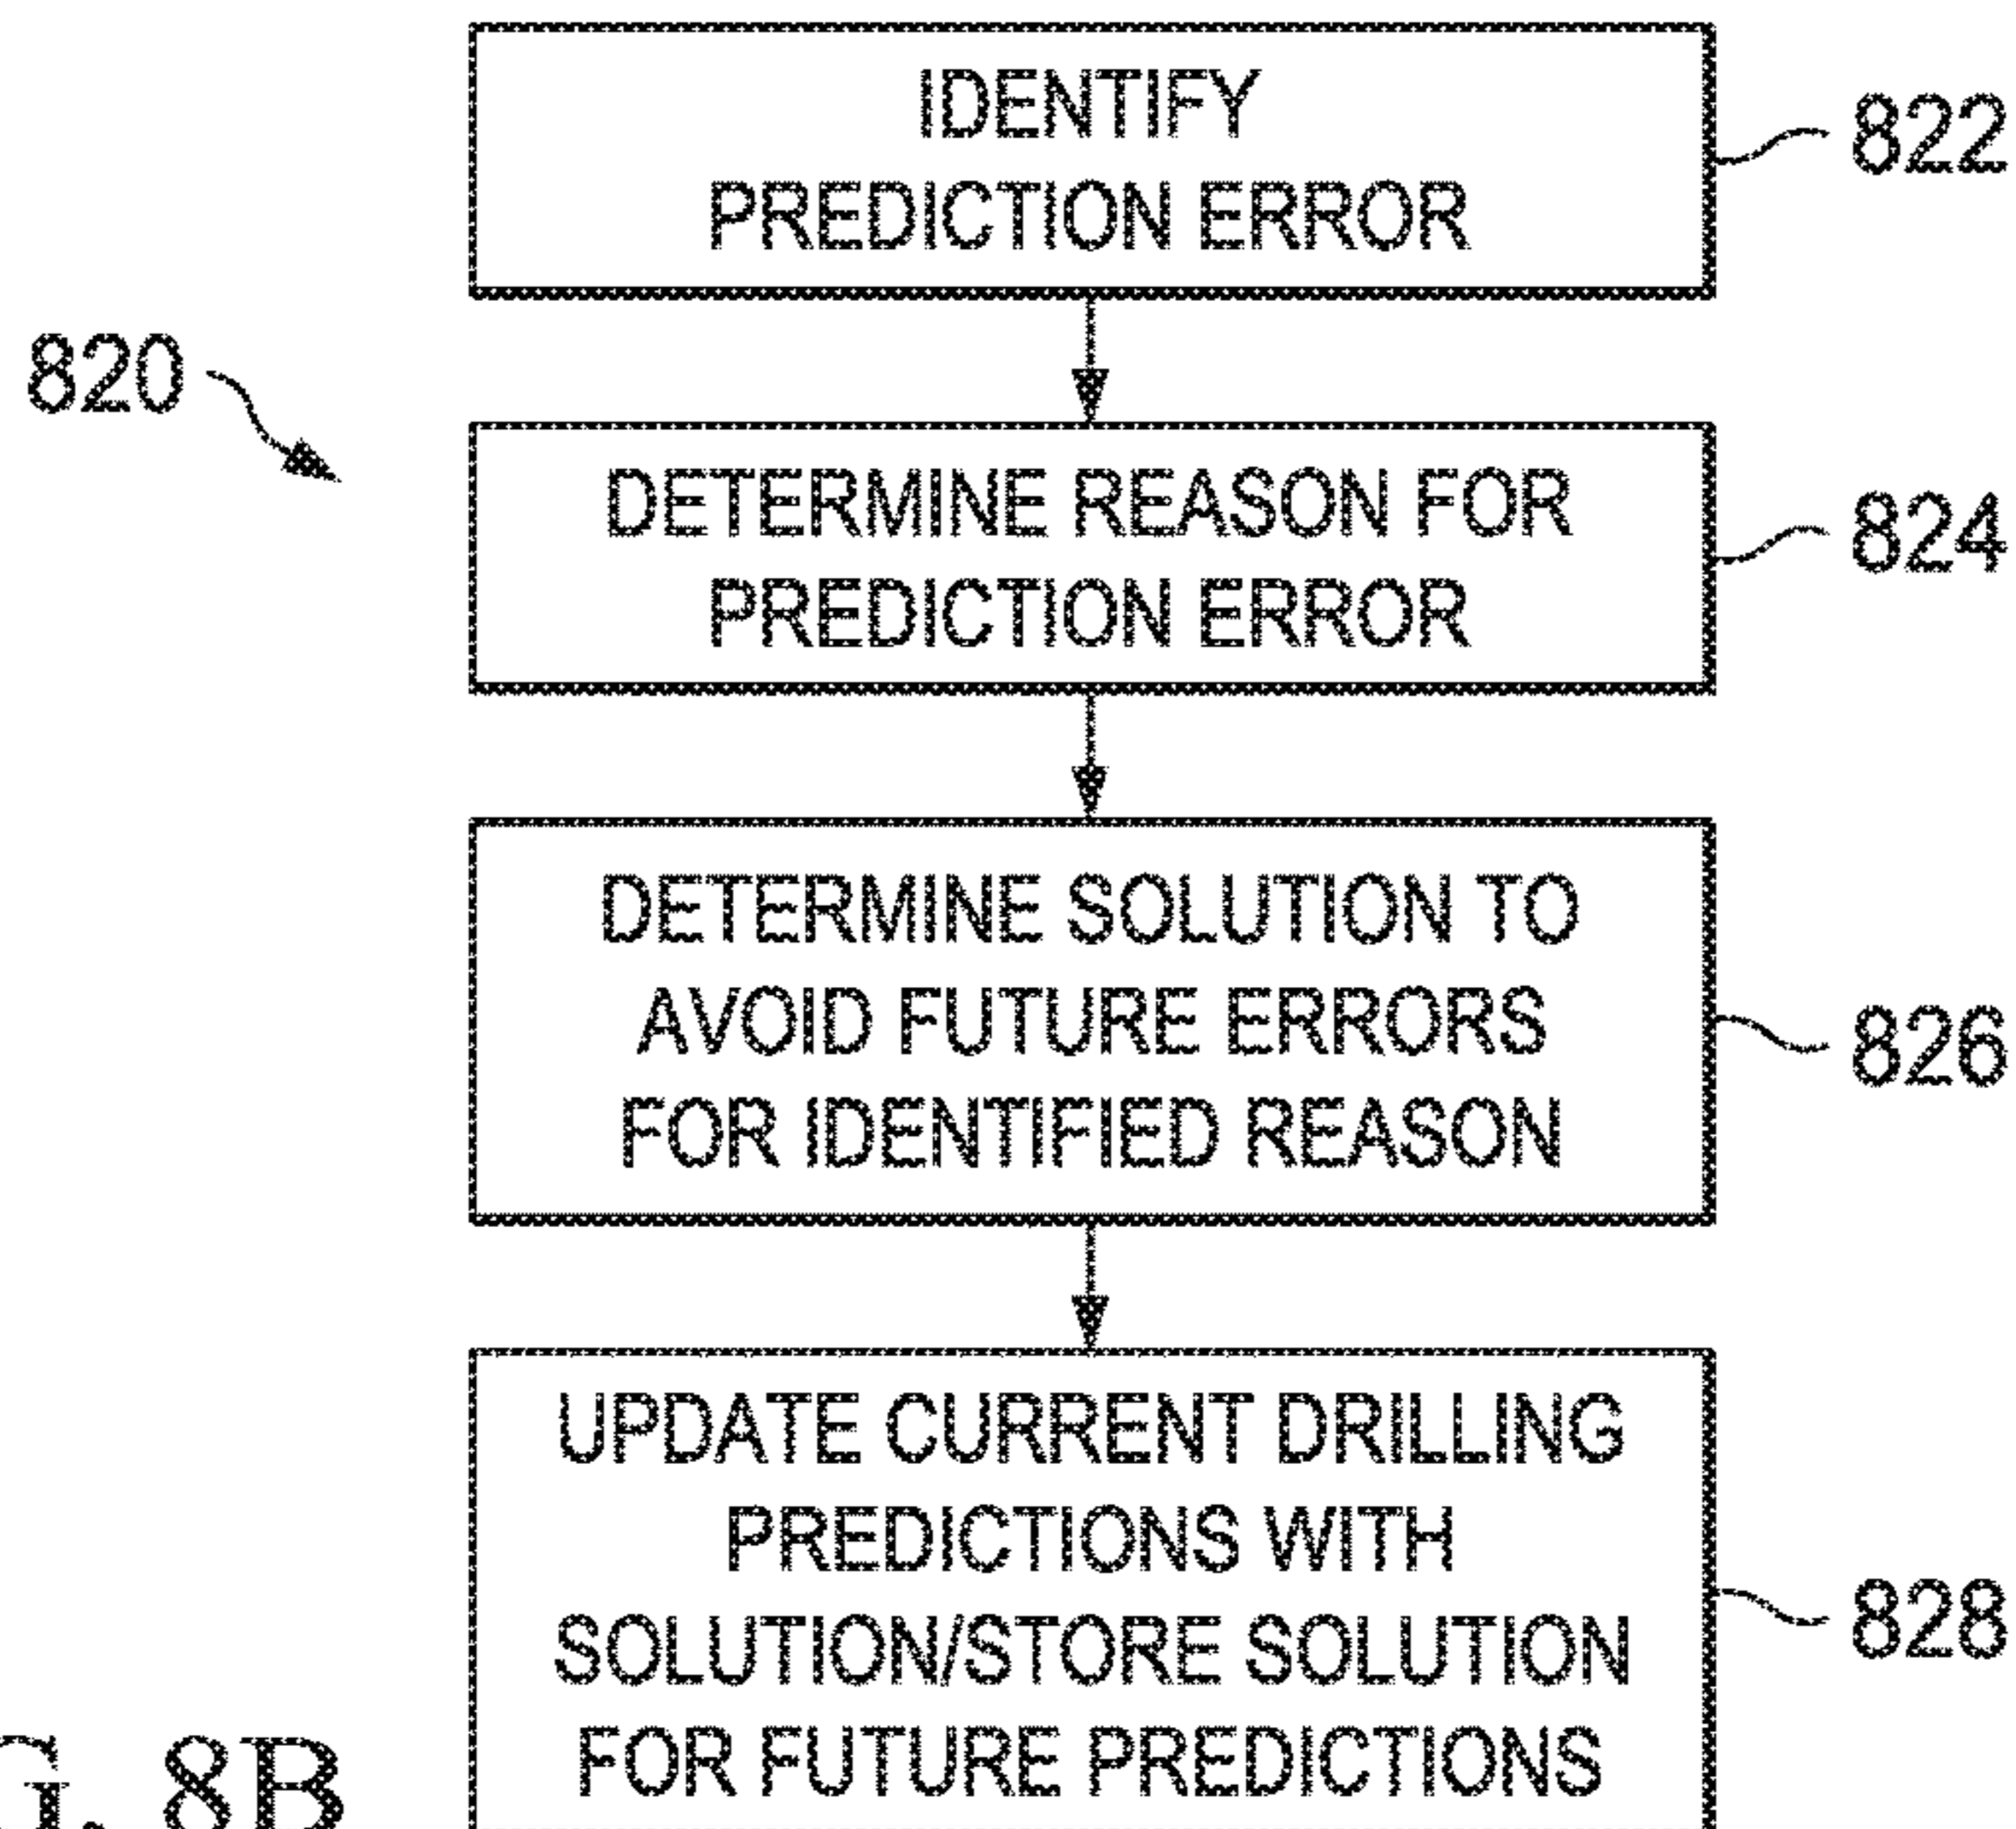 IDENTIFY
PREDICTION ERROR
822
820
DETERMINE REASON FOR
PREDICTION ERROR
824
DETERMINE SOLUTION TO
AVOID FUTURE ERRORS
FOR IDENTIFIED REASON
826
UPDATE CURRENT DRILLING
PREDICTIONS WITH
SOLUTION/STORE SOLUTION
FOR FUTURE PREDICTIONS
828
G. 8B